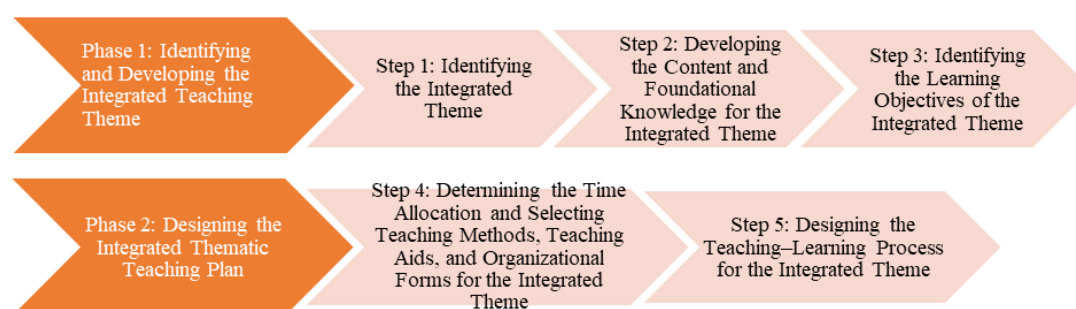 Phase 1: Identifying
and Developing the
Integrated Teaching
Theme
Step 1: Identifying
the Integrated
Theme
Step 2: Developing
the Content and
Foundational
Knowledge for the
Integrated Theme
Step 3: Identifying
the Learning
Objectives of the
Integrated Theme
Phase 2: Designing the
Integrated Thematic
Teaching Plan
Step 4: Determining the Time
Allocation and Selecting
Teaching Methods, Teaching
Aids, and Organizational
Forms for the Integrated
Theme
Step 5: Designing the
Teaching–Learning Process
for the Integrated Theme